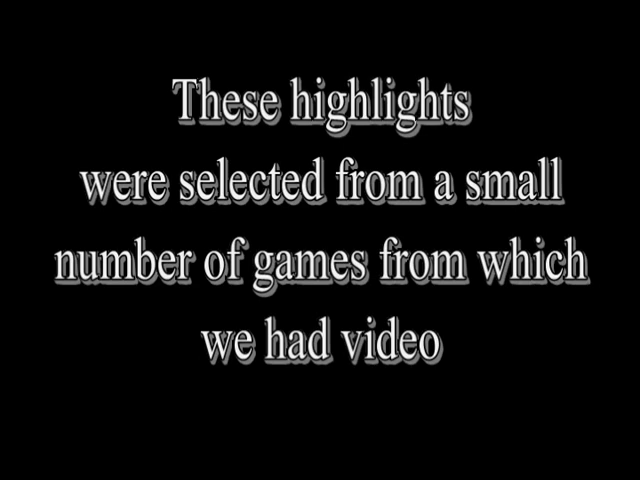 These highlights
were selected from a small
number of games from which
we had video